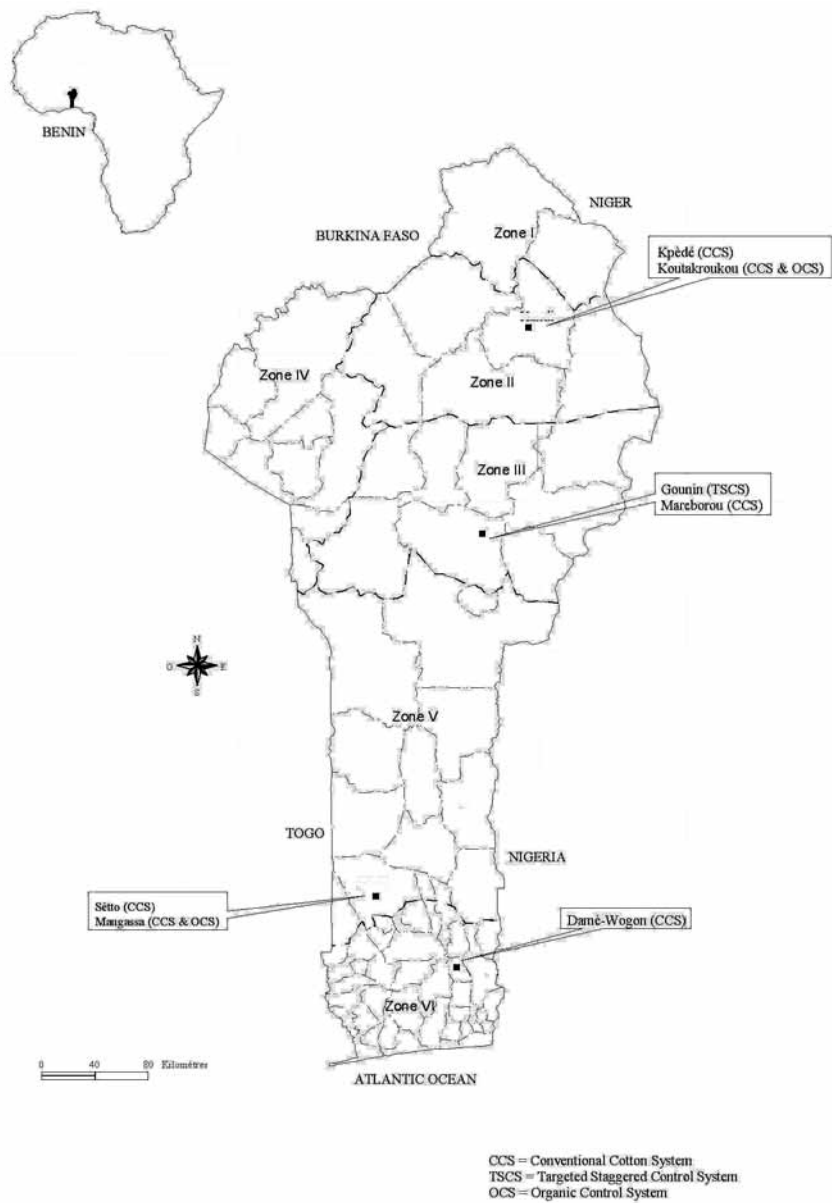 BENIN
NIGER
BURKINA FASO
Zone I
Kpèdé (CCS)
Koutakroukou (CCS & OCS)
Zone IV
Zone II
Zone III
Gounin (TSCS)
Mareborou (CCS)
N
O
E
S
Zone V
TOGO
NIGERIA
Sètto (CCS)
Mangassa (CCS & OCS)
Damè-Wogon (CCS)
Zone VI
0 40 80 Kilométres
ATLANTIC OCEAN
CCS = Conventional Cotton System
TSCS = Targeted Staggered Control System
OCS = Organic Control System